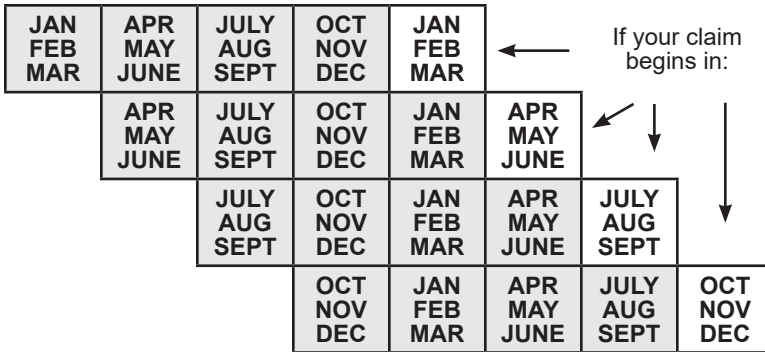 JAN APR JULY OCT JAN
FEB MAY AUG NOV FEB
MAR JUNE SEPT DEC MAR
If your claim
begins in:
APR JULY OCT JAN APR
MAY AUG NOV FEB MAY
JUNE SEPT DEC MAR JUNE
JULY OCT JAN APR JULY
AUG NOV FEB MAY AUG
SEPT DEC MAR JUNE SEPT
OCT JAN APR JULY OCT
NOV FEB MAY AUG NOV
DEC MAR JUNE SEPT DEC